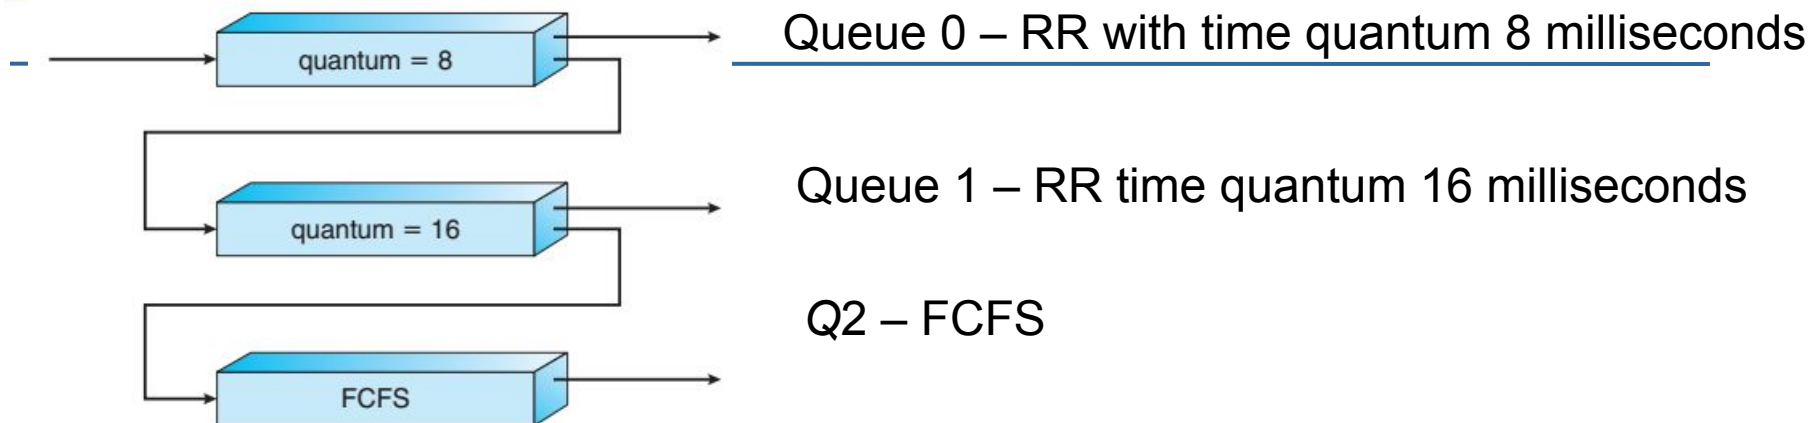 quantum = 8
Queue 0 – RR with time quantum 8 milliseconds
quantum = 16
Queue 1 – RR time quantum 16 milliseconds
Q2 – FCFS
FCFS